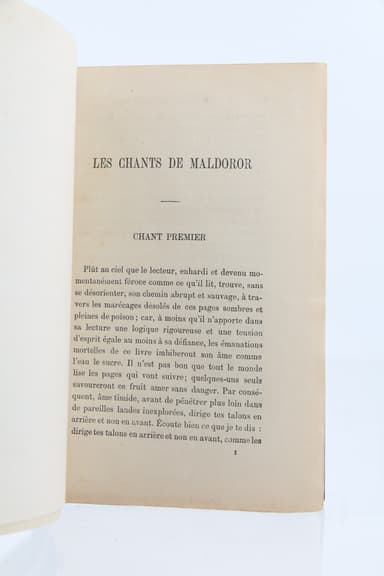 LES CHANTS DE MALDOROR
CHANT PREMIER
Plût au ciel que le lecteur, enhardi et devenu mo-
mentanément féroce comme ce qu'il lit, trouve, sans
se désorienter, son chemin abrupt et sauvage, à tra-
vers les marécages désolés de ces pages sombres et
pleines de poison ; car, à moins qu'il n'apporte dans
sa lecture une logique rigoureuse et une tension
d'esprit égale au moins à sa défiance, les émanations
mortelles de ce livre imbiberont son âme comme
l'eau le sucre. Il n'est pas bon que tout le monde
lise les pages qui vont suivre ; quelques-uns seuls
savoureront ce fruit amer sans danger. Par consé-
quent, âme timide, avant de pénétrer plus loin dans
de pareilles landes inexplorées, dirige tes talons en
arrière et non en avant. Écoute bien ce que je te dis :
dirige tes talons en arrière et non en avant, comme les
1